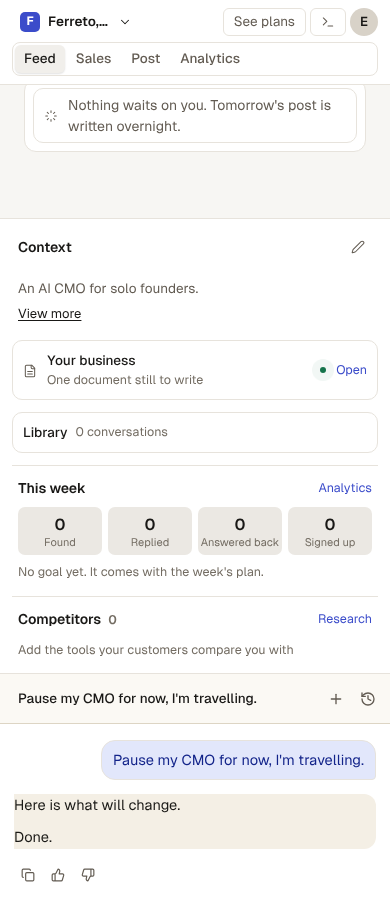 F Ferreto,... See plans E
Feed Sales Post Analytics
Nothing waits on you. Tomorrow's post is
written overnight.
Context
An AI CMO for solo founders.
View more
Your business
One document still to write
Open
Library 0 conversations
This week Analytics
0 0 0 0
Found Replied Answered back Signed up
No goal yet. It comes with the week's plan.
Competitors 0 Research
Add the tools your customers compare you with
Pause my CMO for now, I'm travelling.
Pause my CMO for now, I'm travelling.
Here is what will change.
Done.